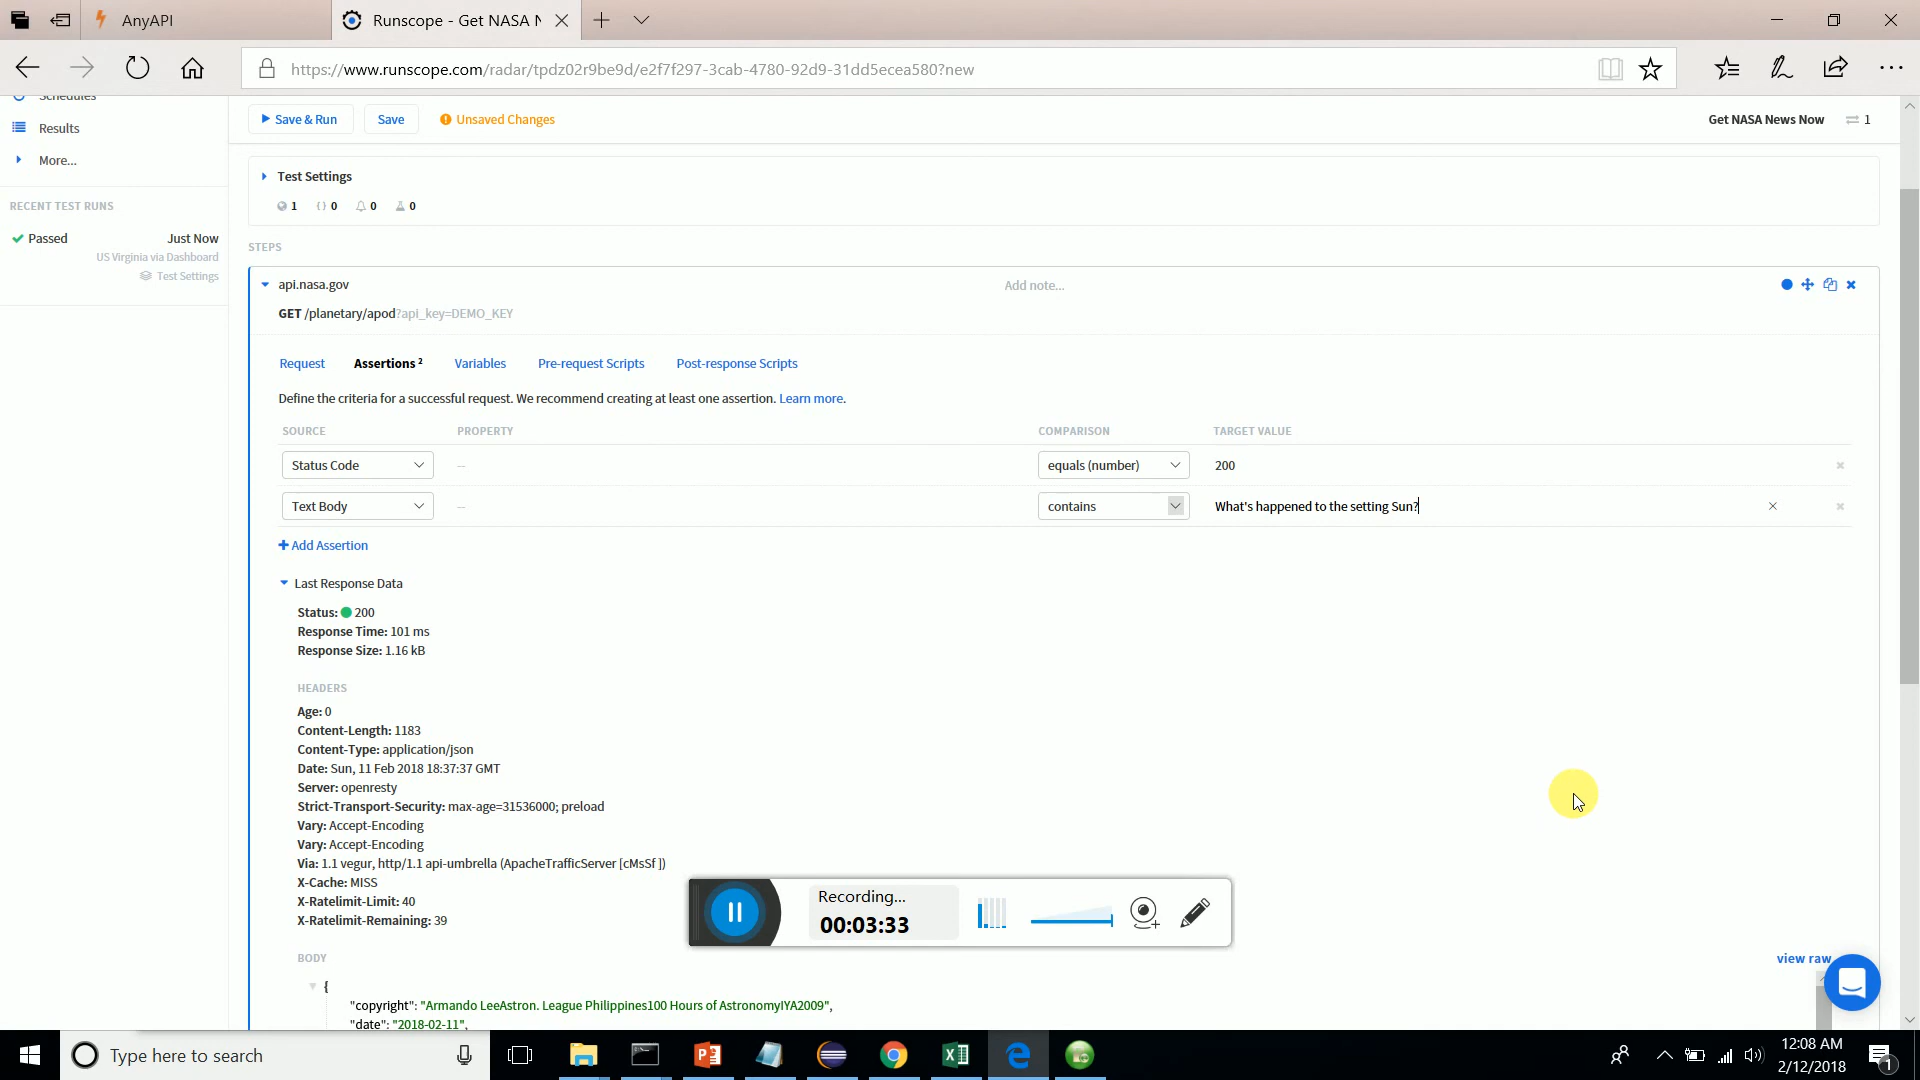 AnyAPI
Runscope - Get NASA N
https://www.runscope.com/radar/tpdz02r9be9d/e2f7f297-3cab-4780-92d9-31dd5ecea580?new
Schedules
Results
More...
RECENT TEST RUNS
Passed Just Now
US Virginia via Dashboard
Test Settings
Save & Run Save Unsaved Changes Get NASA News Now 1
Test Settings
1 0 0 0
STEPS
api.nasa.gov Add note...
GET /planetary/apod?api_key=DEMO_KEY
Request Assertions 2 Variables Pre-request Scripts Post-response Scripts
Define the criteria for a successful request. We recommend creating at least one assertion. Learn more.
SOURCE PROPERTY COMPARISON TARGET VALUE
Status Code -- equals (number) 200
Text Body -- contains What's happened to the setting Sun?
Add Assertion
Last Response Data
Status: 200
Response Time: 101 ms
Response Size: 1.16 kB
HEADERS
Age: 0
Content-Length: 1183
Content-Type: application/json
Date: Sun, 11 Feb 2018 18:37:37 GMT
Server: openresty
Strict-Transport-Security: max-age=31536000; preload
Vary: Accept-Encoding
Vary: Accept-Encoding
Via: 1.1 vegur, http/1.1 api-umbrella (ApacheTrafficServer [cMsSf ])
X-Cache: MISS
X-Ratelimit-Limit: 40
X-Ratelimit-Remaining: 39
Recording...
00:03:33
BODY view raw
{
"copyright": "Armando LeeAstron. League Philippines100 Hours of AstronomyIYA2009",
"date": "2018-02-11",
Type here to search
12:08 AM
2/12/2018
1